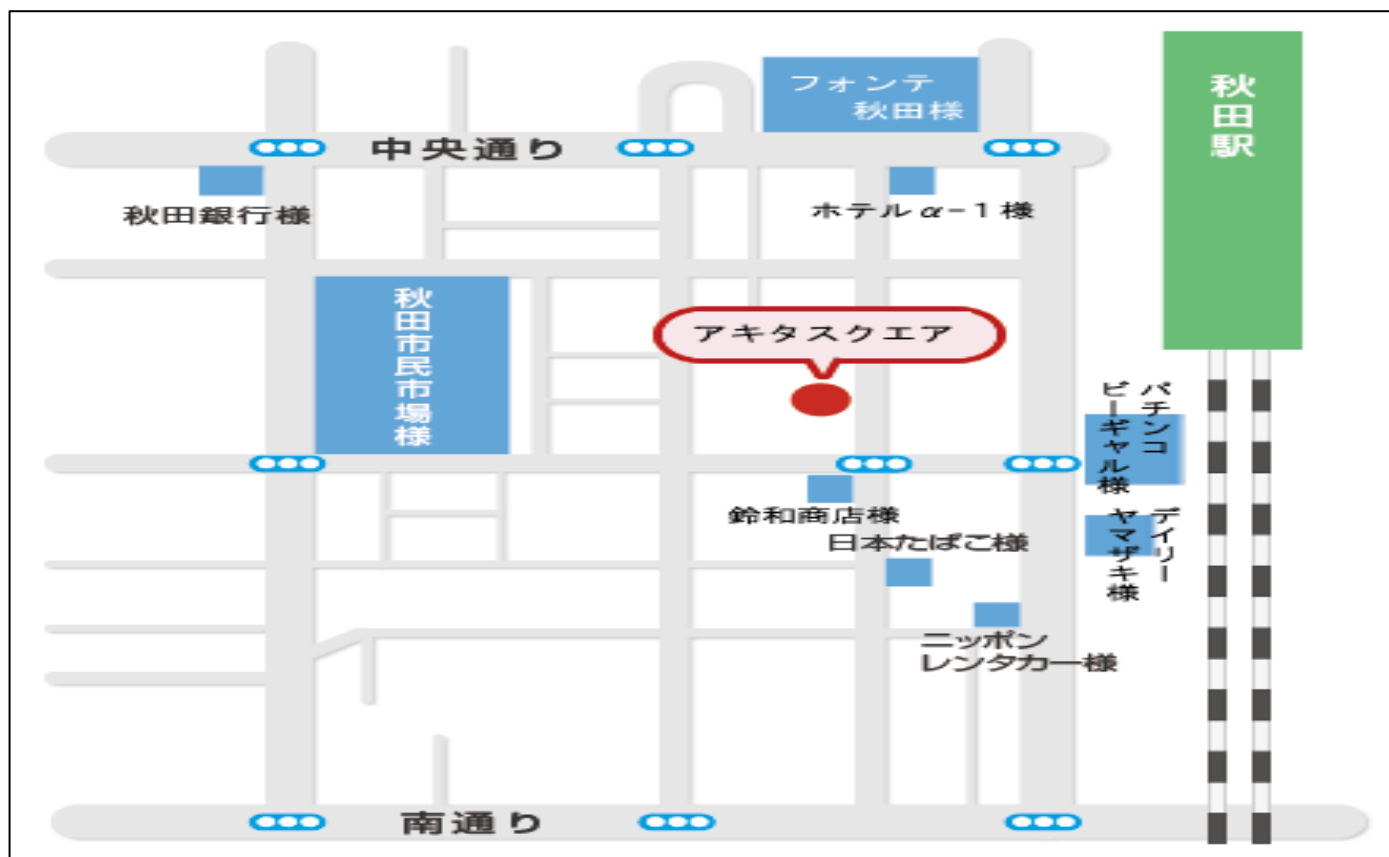 フォンテ
秋田様
秋田駅
中央通り
秋田銀行様
ホテルα-1様
秋田市民市場様
アキタスクエア
パチンコ
ビーギャル様
鈴和商店様
日本たばこ様
デイリー
ヤマザキ様
ニッポン
レンタカー様
南通り